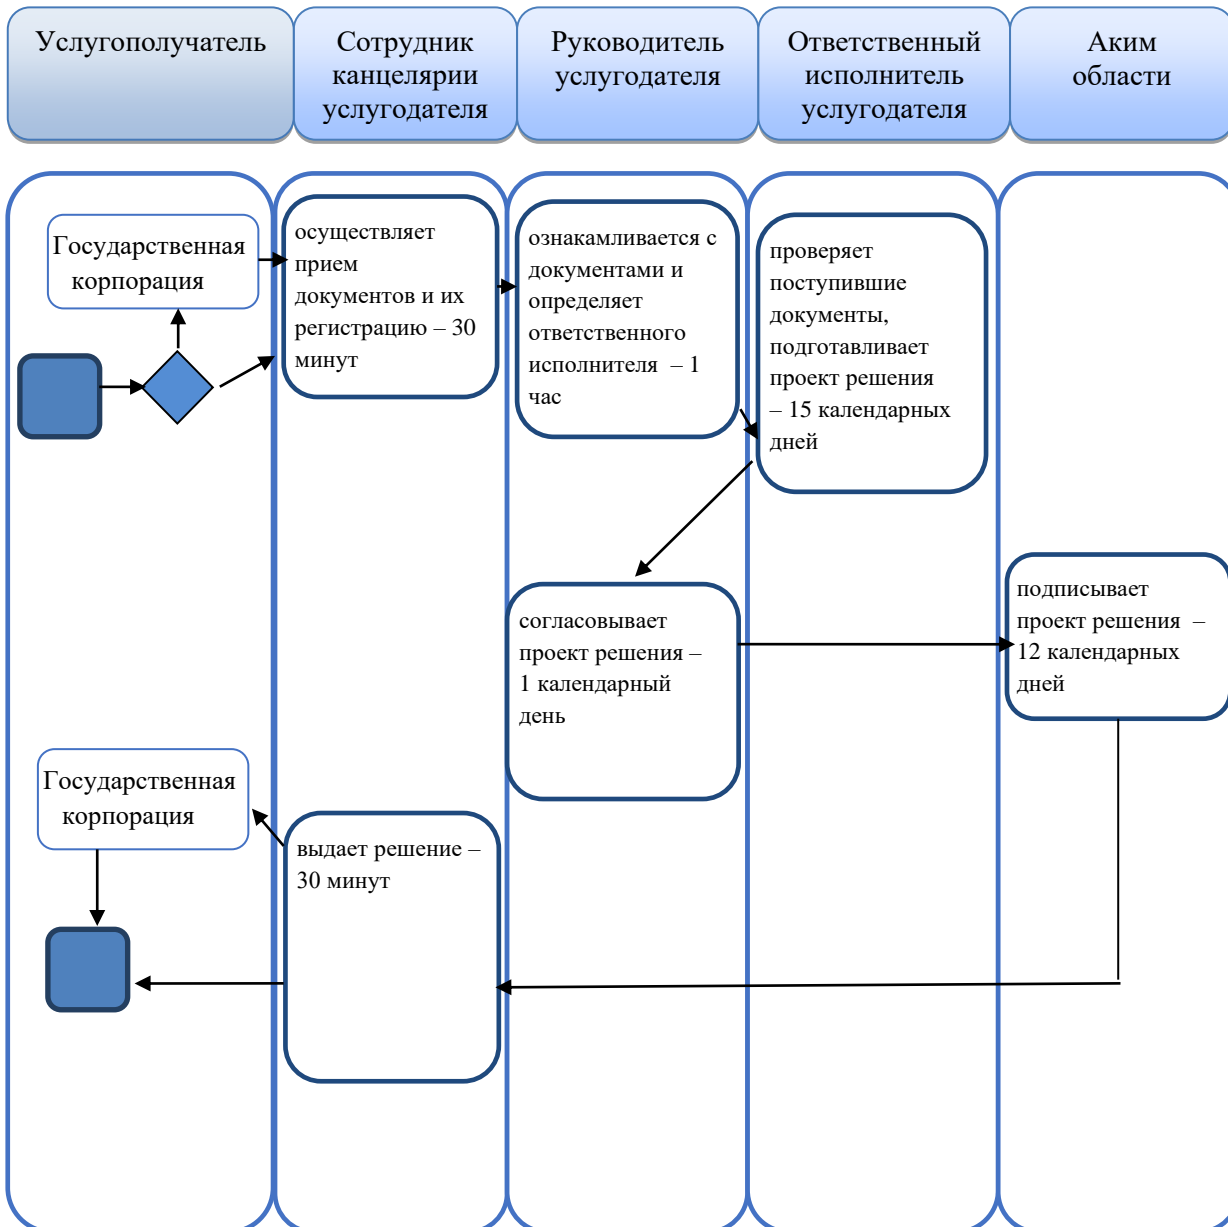 Услугополучатель
Сотрудник
канцелярии
услугодателя
Руководитель
услугодателя
Ответственный
исполнитель
услугодателя
Аким
области
Государственная
корпорация
осуществляет
прием
документов и их
регистрацию – 30
минут
ознакамливается с
документами и
определяет
ответственного
исполнителя – 1
час
проверяет
поступившие
документы,
подготавливает
проект решения
– 15 календарных
дней
согласовывает
проект решения –
1 календарный
день
подписывает
проект решения –
12 календарных
дней
Государственная
корпорация
выдает решение –
30 минут